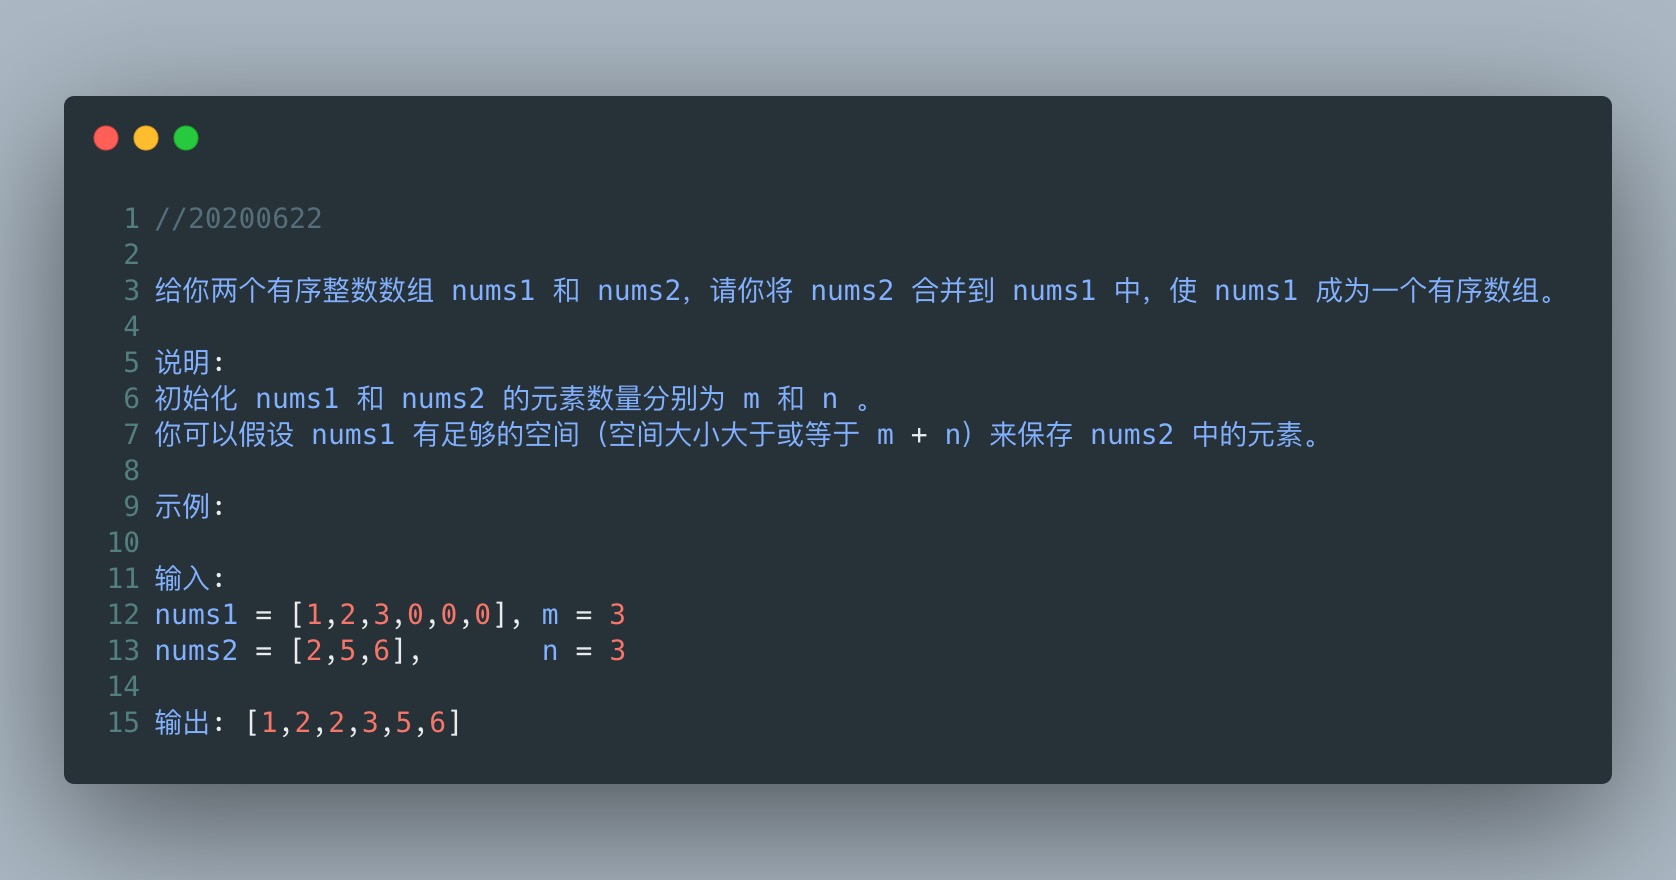 1 //20200622
2
3 给你两个有序整数数组 nums1 和 nums2，请你将 nums2 合并到 nums1 中，使 nums1 成为一个有序数组。
4
5 说明:
6 初始化 nums1 和 nums2 的元素数量分别为 m 和 n 。
7 你可以假设 nums1 有足够的空间（空间大小大于或等于 m + n）来保存 nums2 中的元素。
8
9 示例:
10
11 输入:
12 nums1 = [1,2,3,0,0,0], m = 3
13 nums2 = [2,5,6],       n = 3
14
15 输出: [1,2,2,3,5,6]